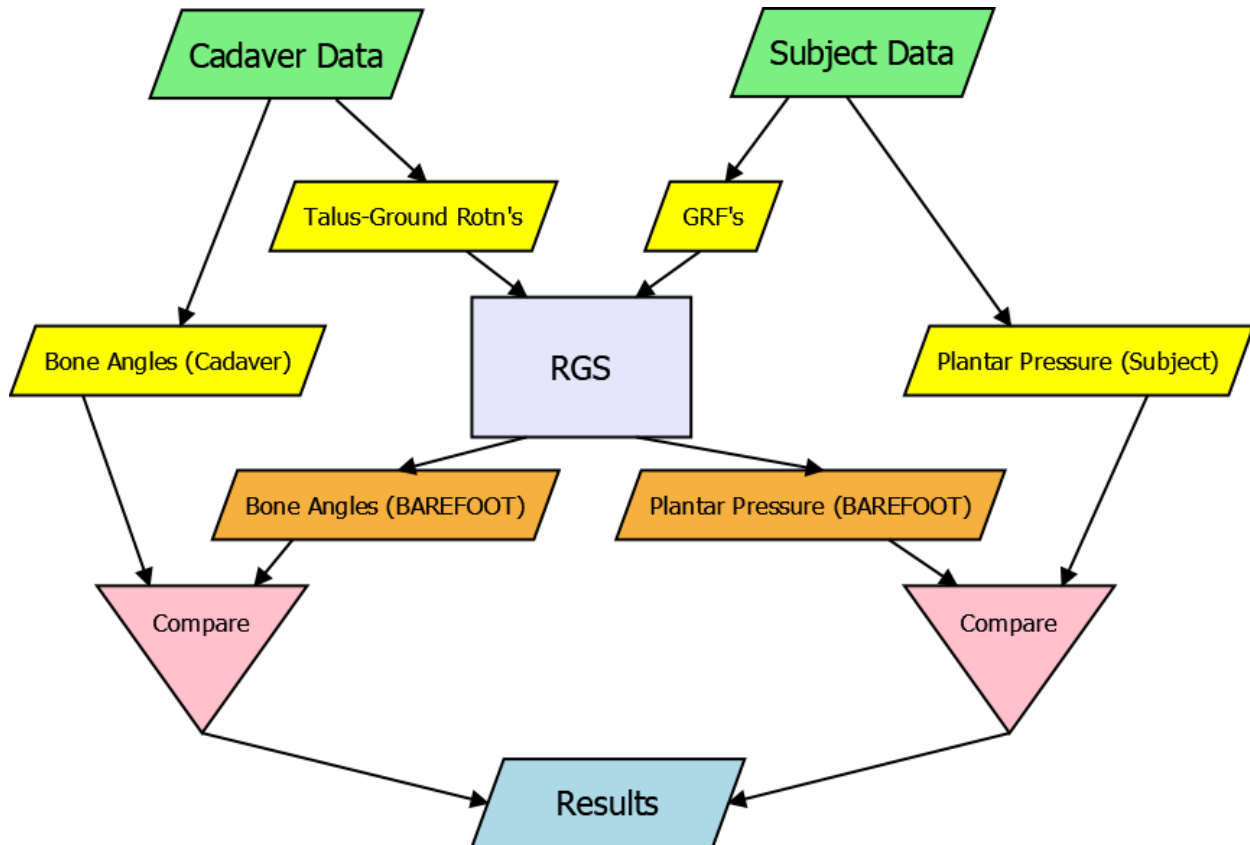 Cadaver Data
Subject Data
Talus-Ground Rotn's
GRF's
Bone Angles (Cadaver)
RGS
Plantar Pressure (Subject)
Bone Angles (BAREFOOT)
Plantar Pressure (BAREFOOT)
Compare
Compare
Results